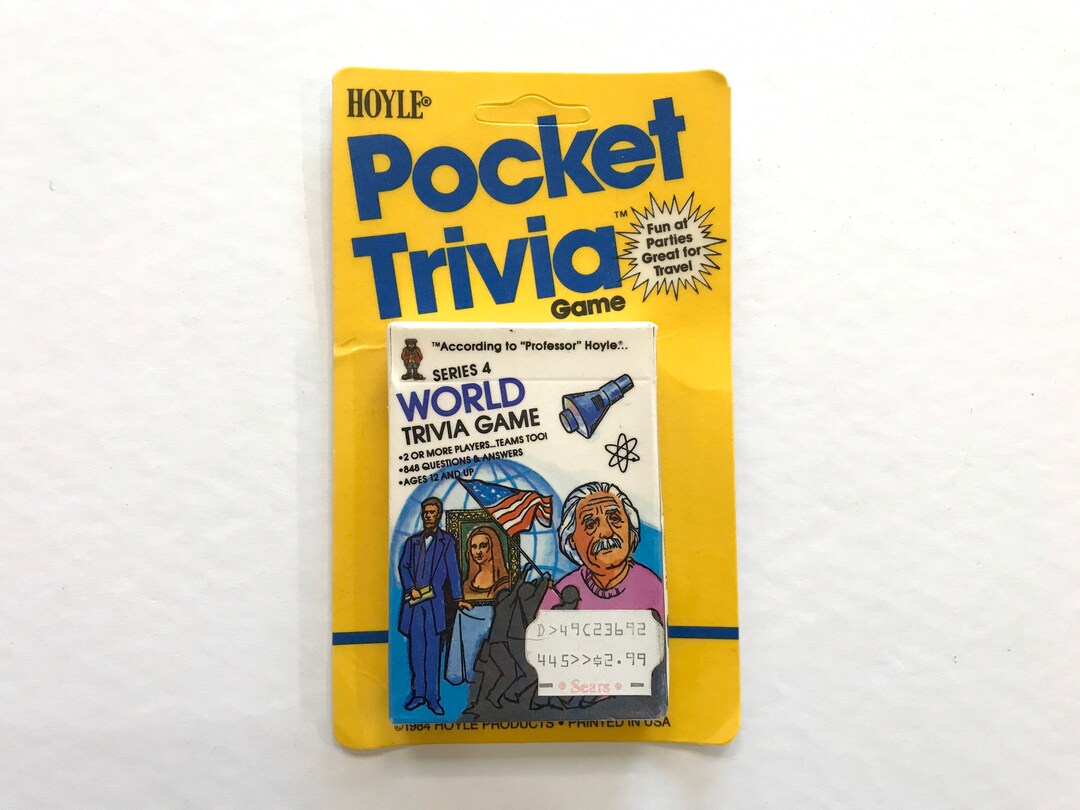 HOYLE®
Pocket
Trivia™
Game
Fun at
Parties
Great for
Travel
™According to "Professor" Hoyle®...
SERIES 4
WORLD
TRIVIA GAME
•2 OR MORE PLAYERS...TEAMS TOO!
•848 QUESTIONS & ANSWERS
•AGES 12 AND UP
D>49C23692
445>>$2.99
— • Sears • —
©1984 HOYLE PRODUCTS • PRINTED IN USA